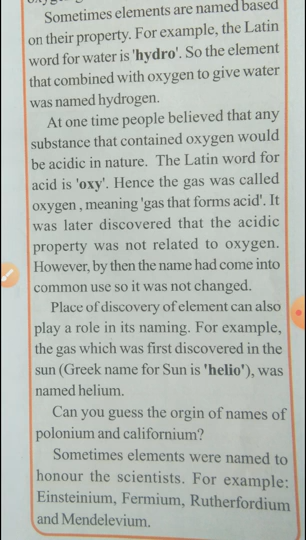 Sometimes elements are named based
on their property. For example, the Latin
word for water is 'hydro'. So the element
that combined with oxygen to give water
was named hydrogen.
At one time people believed that any
substance that contained oxygen would
be acidic in nature. The Latin word for
acid is 'oxy'. Hence the gas was called
oxygen , meaning 'gas that forms acid'. It
was later discovered that the acidic
property was not related to oxygen.
However, by then the name had come into
common use so it was not changed.
Place of discovery of element can also
play a role in its naming. For example,
the gas which was first discovered in the
sun (Greek name for Sun is 'helio'), was
named helium.
Can you guess the orgin of names of
polonium and californium?
Sometimes elements were named to
honour the scientists. For example:
Einsteinium, Fermium, Rutherfordium
and Mendelevium.